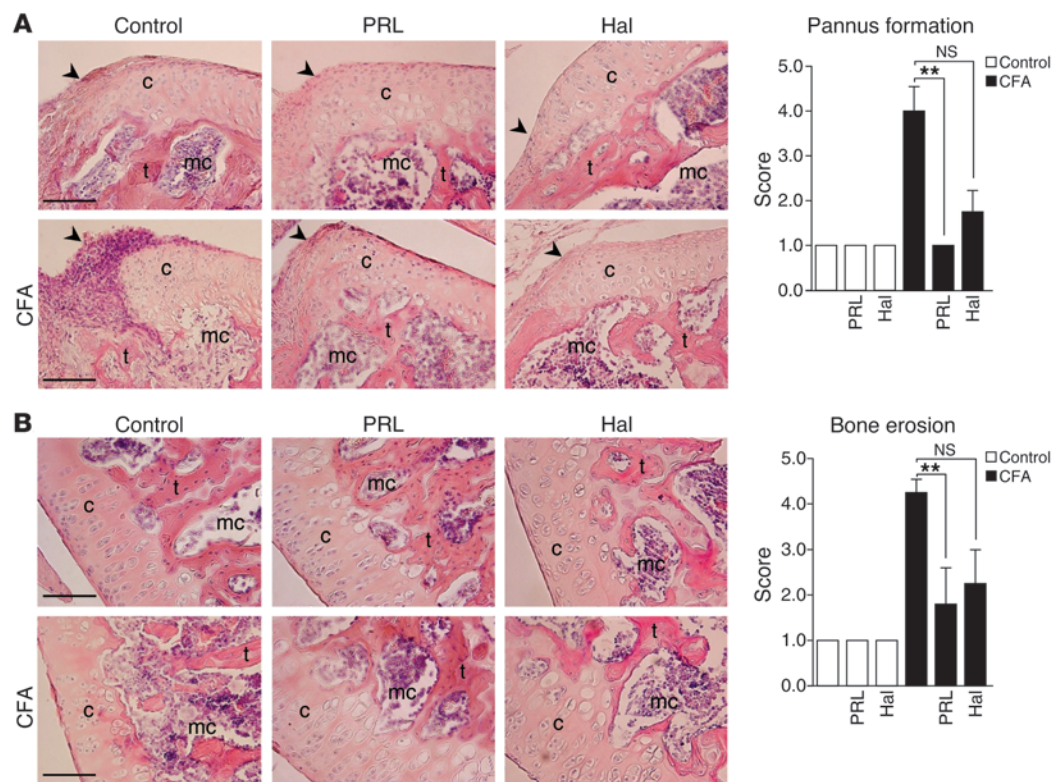 A
Control
PRL
Hal
c
t
mc
c
mc
t
c
t
mc
CFA
c
mc
t
c
t
mc
c
mc
t
Pannus formation
NS
**
Control
CFA
Score
5.0
4.0
2.0
1.0
0.0
PRL
Hal
PRL
Hal
B
Control
PRL
Hal
t
c
mc
mc
c
t
t
c
mc
CFA
t
c
mc
t
mc
c
t
mc
c
Bone erosion
NS
**
Control
CFA
Score
5.0
4.0
3.0
2.0
1.0
0.0
PRL
Hal
PRL
Hal